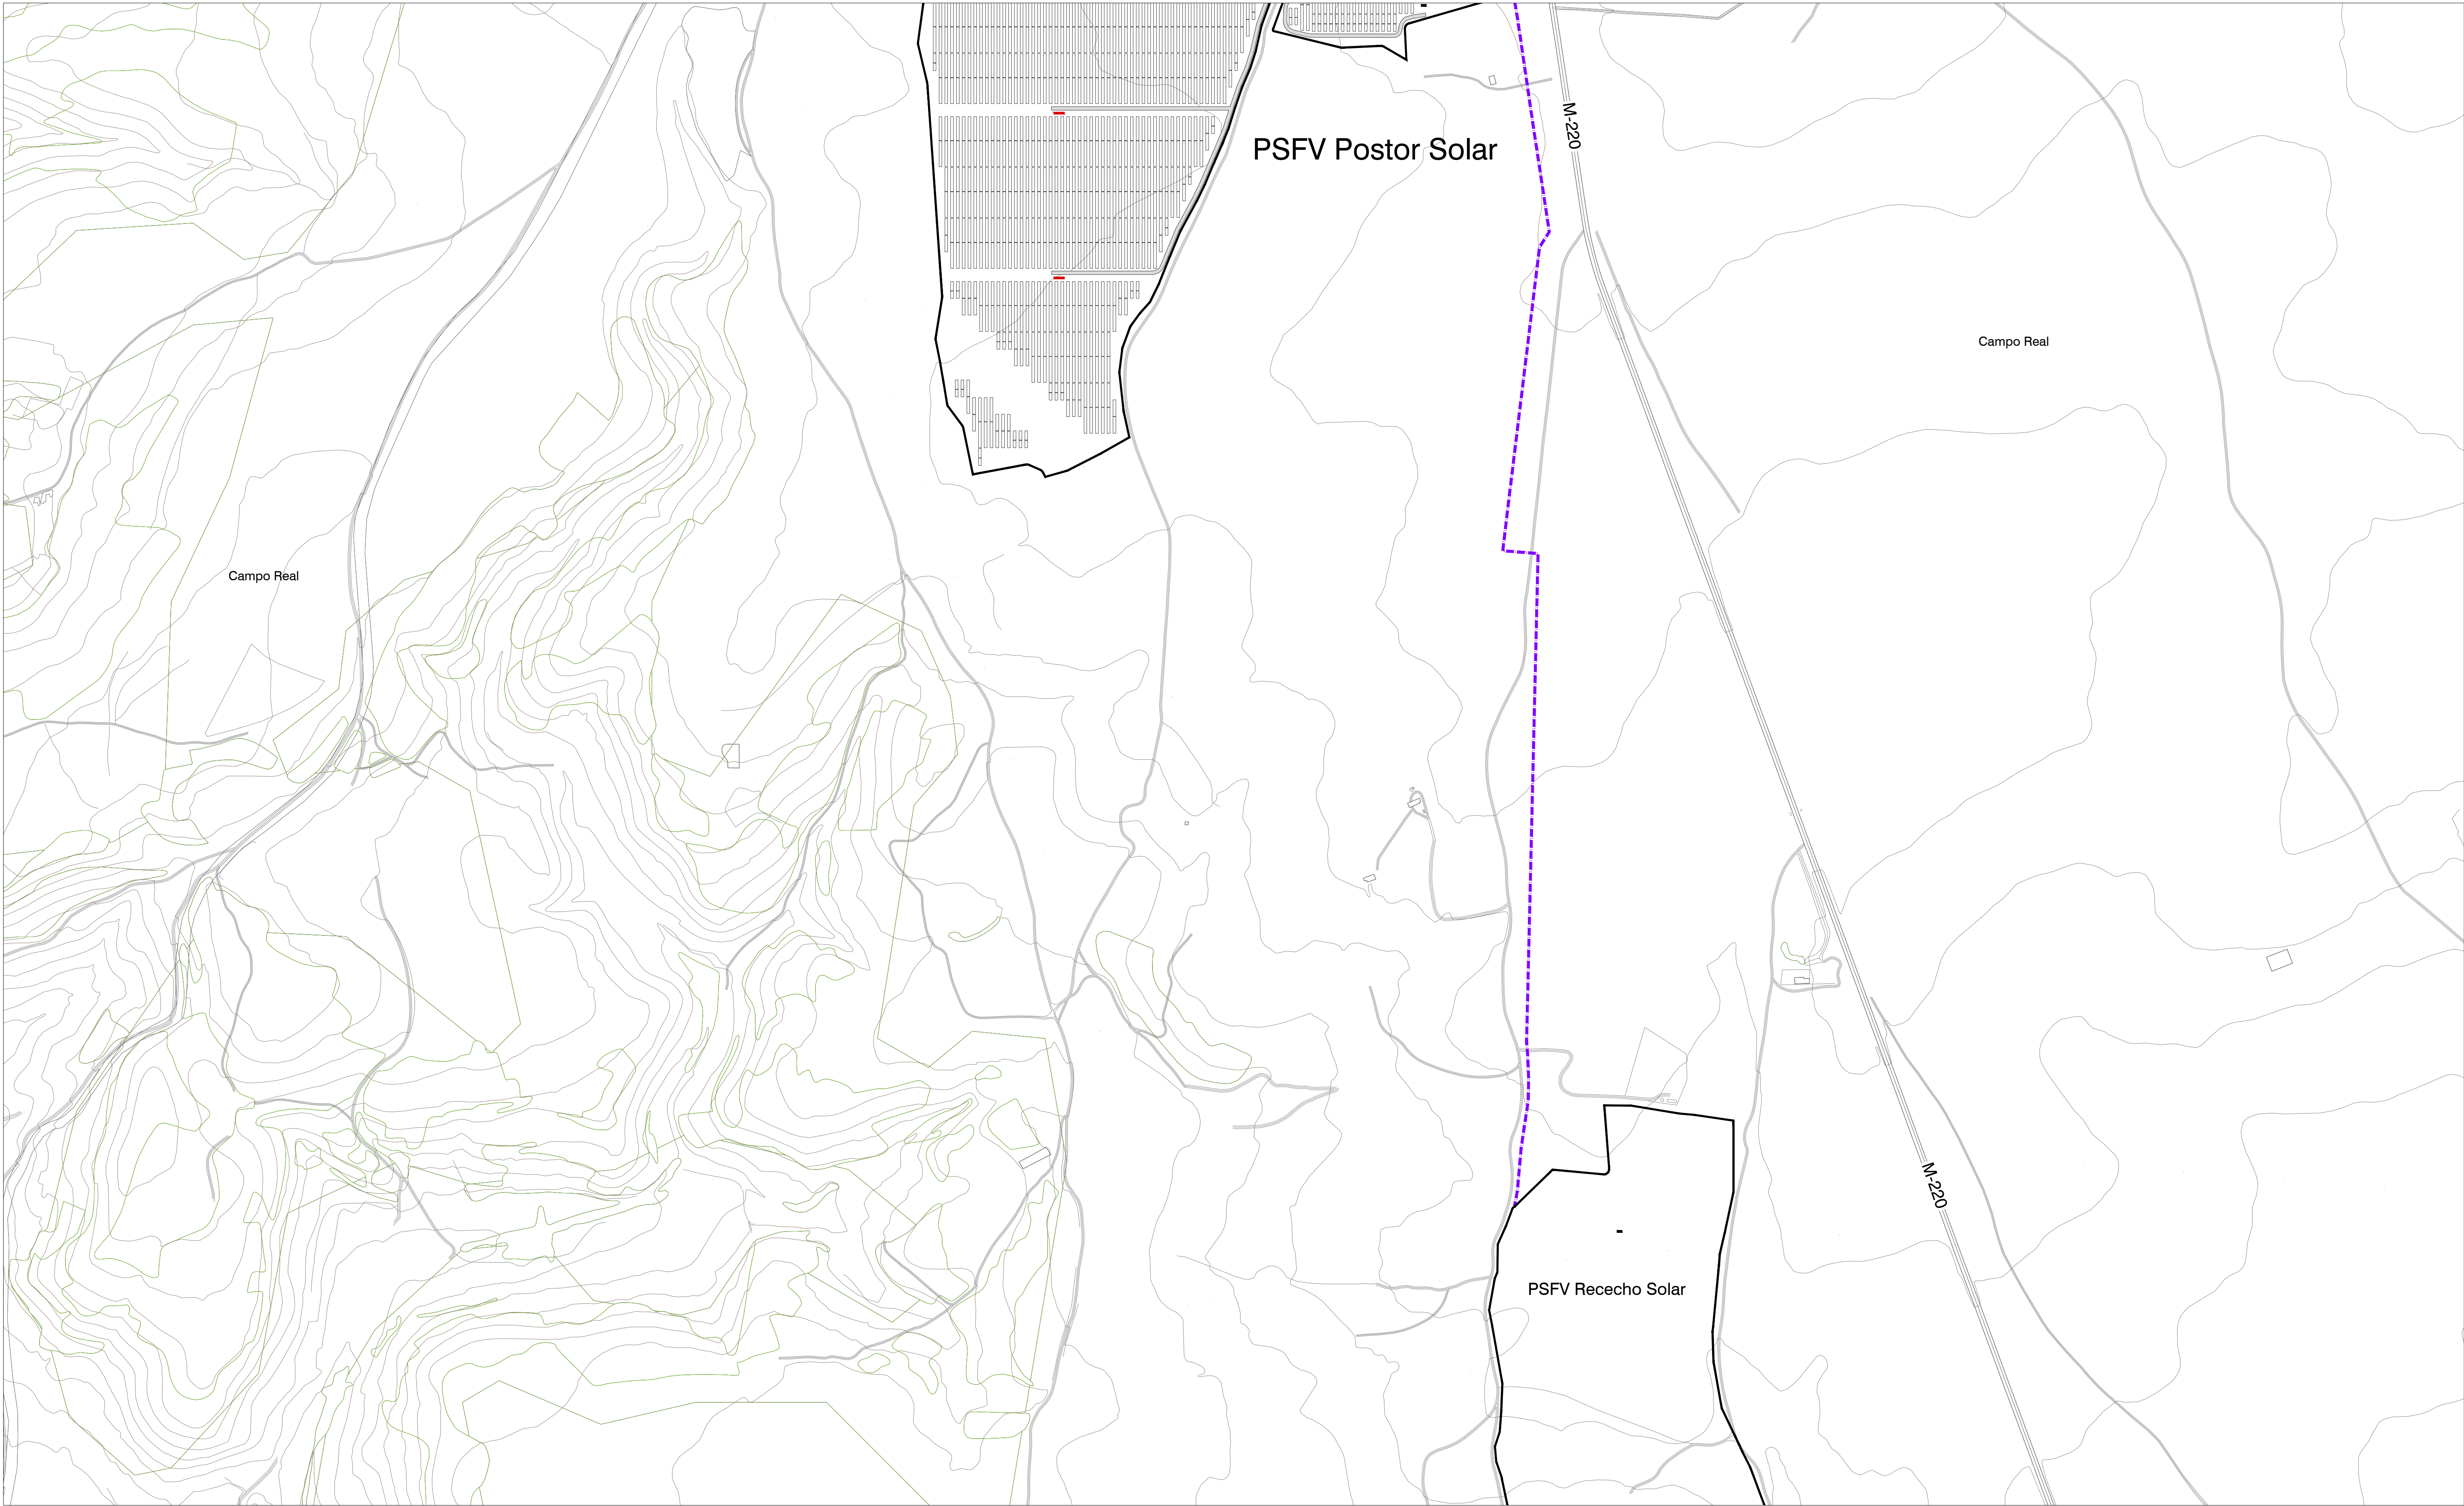 M-220
PSFV Postor Solar
Campo Real
Campo Real
M-220
PSFV Rececho Solar